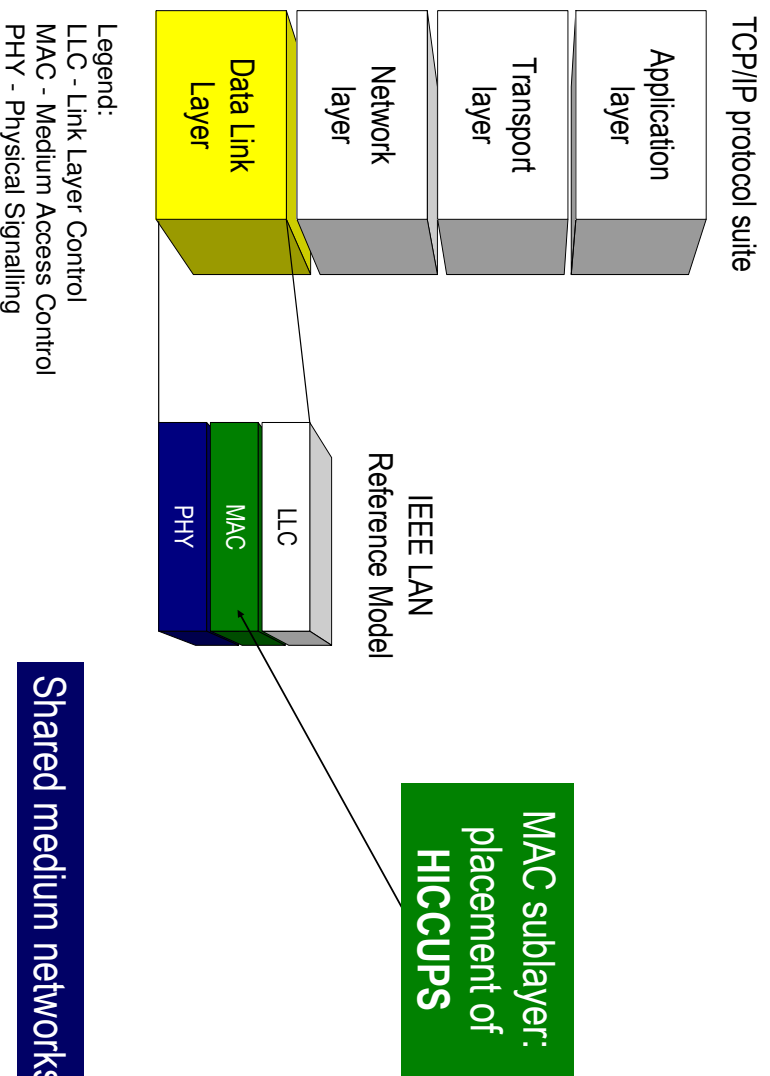 TCP/IP protocol suite
Application
layer
Transport
layer
Network
layer
Data Link
Layer
IEEE LAN
Reference Model
LLC
MAC
PHY
MAC sublayer:
placement of
HICCUPS
Legend:
LLC - Link Layer Control
MAC - Medium Access Control
PHY - Physical Signalling
Shared medium networks